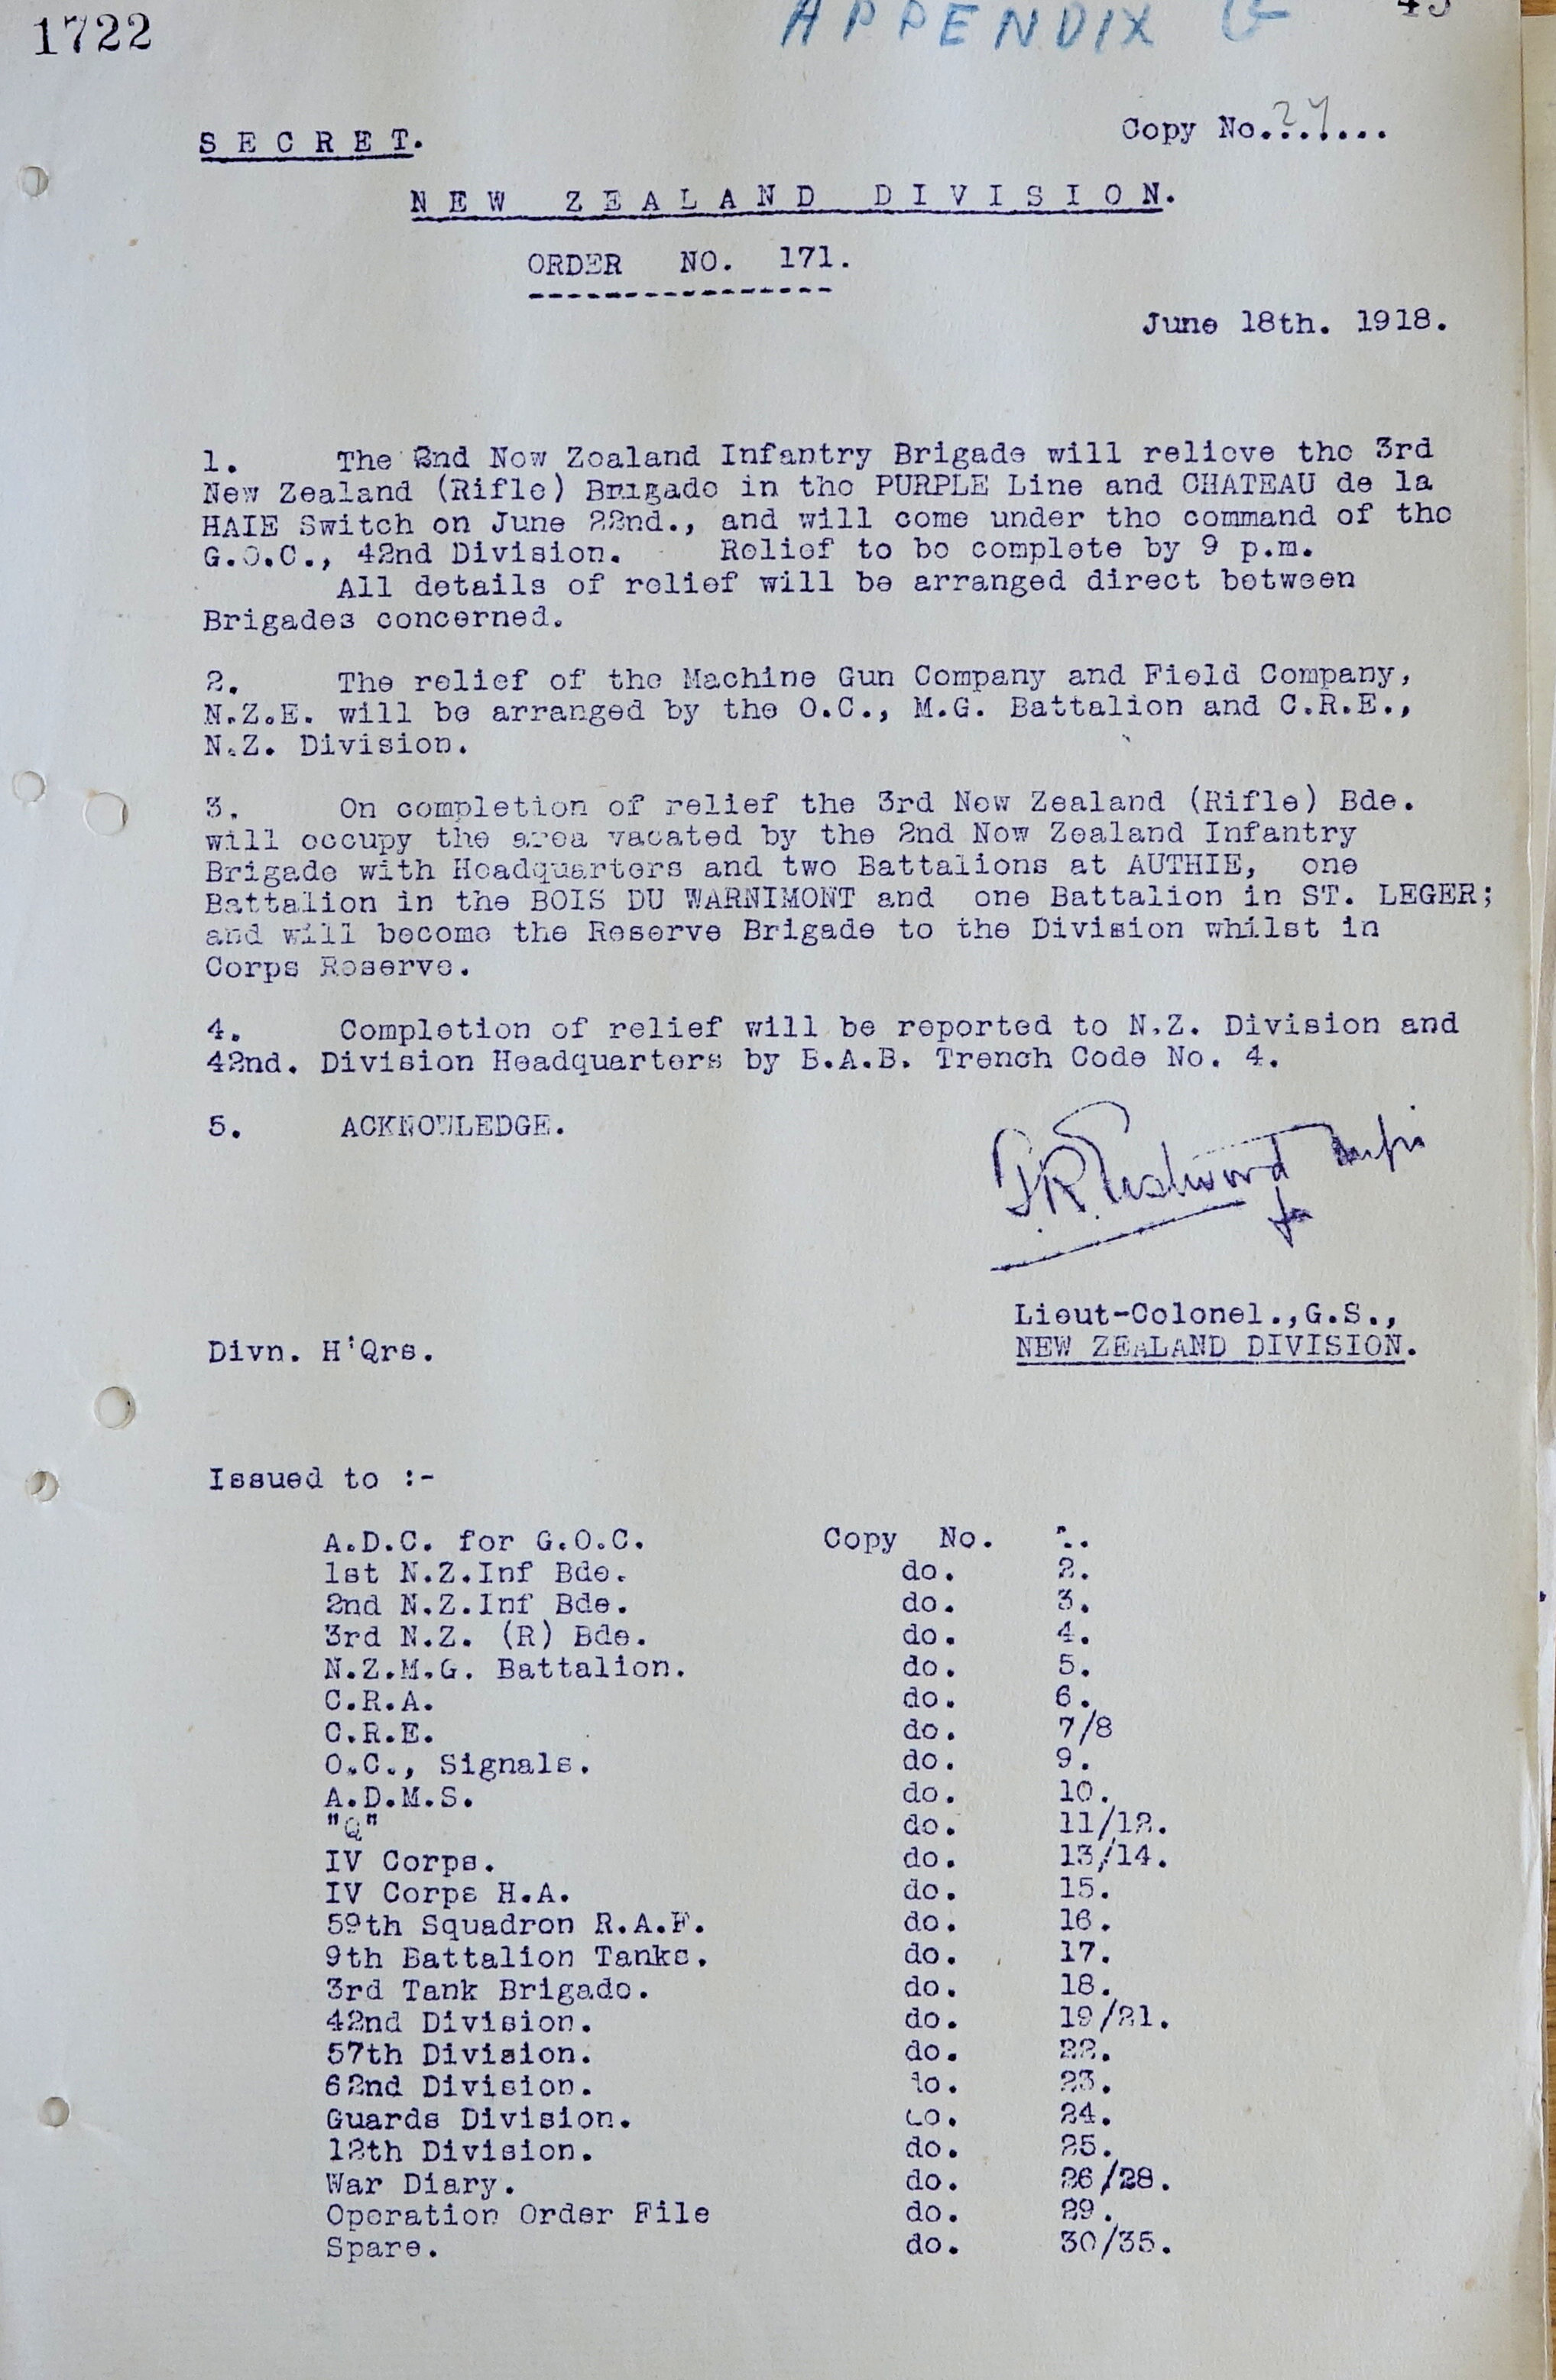 1722
APPENDIX G
SECRET.
Copy No.......
NEW ZEALAND DIVISION.
ORDER NO. 171.
June 18th. 1918.
1. The 2nd New Zealand Infantry Brigade will relieve the 3rd
New Zealand (Rifle) Brigade in the PURPLE Line and CHATEAU de la
HAIE Switch on June 22nd., and will come under the command of the
G.O.C., 42nd Division. Relief to be complete by 9 p.m.
All details of relief will be arranged direct between
Brigades concerned.
2. The relief of the Machine Gun Company and Field Company,
N.Z.E. will be arranged by the O.C., M.G. Battalion and C.R.E.,
N.Z. Division.
3. On completion of relief the 3rd New Zealand (Rifle) Bde.
will occupy the area vacated by the 2nd New Zealand Infantry
Brigade with Headquarters and two Battalions at AUTHIE, one
Battalion in the BOIS DU WARNIMONT and one Battalion in ST. LEGER;
and will become the Reserve Brigade to the Division whilst in
Corps Reserve.
4. Completion of relief will be reported to N.Z. Division and
42nd. Division Headquarters by B.A.B. Trench Code No. 4.
5. ACKNOWLEDGE.
Lieut-Colonel.,G.S.,
Divn. H'Qrs.
NEW ZEALAND DIVISION.
Issued to :-
A.D.C. for G.O.C. Copy No.
1st N.Z.Inf Bde. do. 2.
2nd N.Z.Inf Bde. do. 3.
3rd N.Z. (R) Bde. do. 4.
N.Z.M.G. Battalion. do. 5.
C.R.A. do. 6.
C.R.E. do. 7/8
O.C., Signals. do. 9.
A.D.M.S. do. 10.
"Q" do. 11/12.
IV Corps. do. 13/14.
IV Corps H.A. do. 15.
59th Squadron R.A.F. do. 16.
9th Battalion Tanks. do. 17.
3rd Tank Brigade. do. 18.
42nd Division. do. 19/21.
57th Division. do. 22.
62nd Division. do. 23.
Guards Division. do. 24.
12th Division. do. 25.
War Diary. do. 26/28.
Operation Order File do. 29.
Spare. do. 30/35.